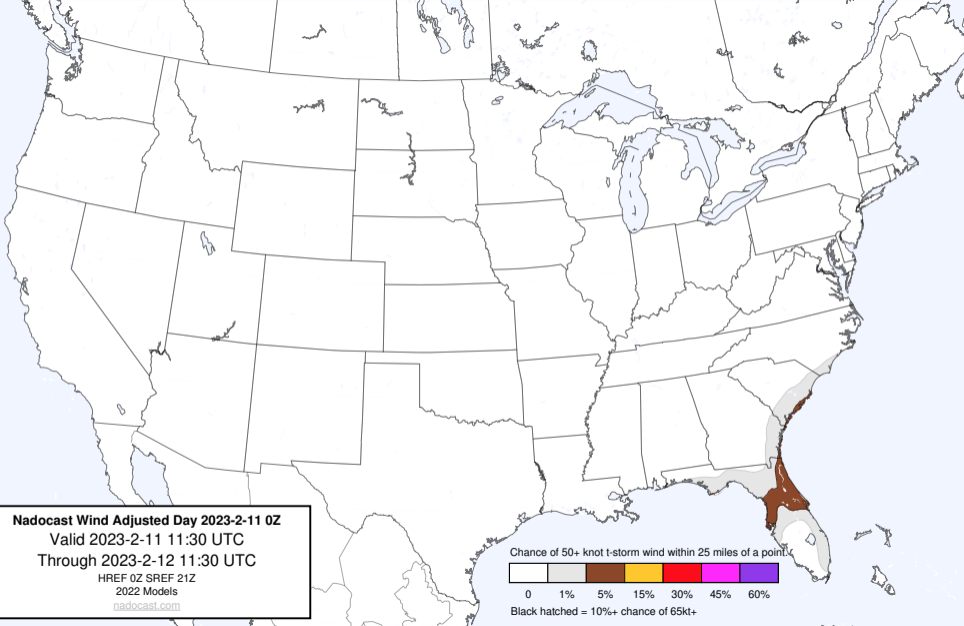 Nadocast Wind Adjusted Day 2023-2-11 0Z
Valid 2023-2-11 11:30 UTC
Through 2023-2-12 11:30 UTC
HREF 0Z SREF 21Z
2022 Models
nadocast.com
Chance of 50+ knot t-storm wind within 25 miles of a point.
0 1% 5% 15% 30% 45% 60%
Black hatched = 10%+ chance of 65kt+